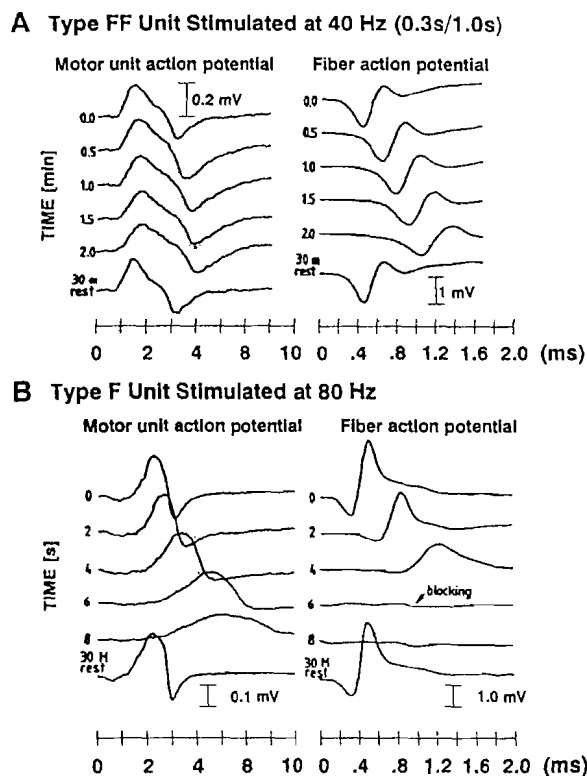 A Type FF Unit Stimulated at 40 Hz (0.3s/1.0s)
Motor unit action potential
Fiber action potential
0.2 mV
TIME [min]
0.0
0.5
1.0
1.5
2.0
30 m
rest
0.0
0.5
1.0
1.5
2.0
30 m
rest
1 mV
0 2 4 6 8 10
0 .4 .8 1.2 1.6 2.0 (ms)
B Type F Unit Stimulated at 80 Hz
Motor unit action potential
Fiber action potential
TIME [s]
0
2
4
6
8
30 M
rest
0.1 mV
0
2
4
6
8
30 M
rest
blocking
1.0 mV
0 2 4 6 8 10
0 .4 .8 1.2 1.6 2.0 (ms)